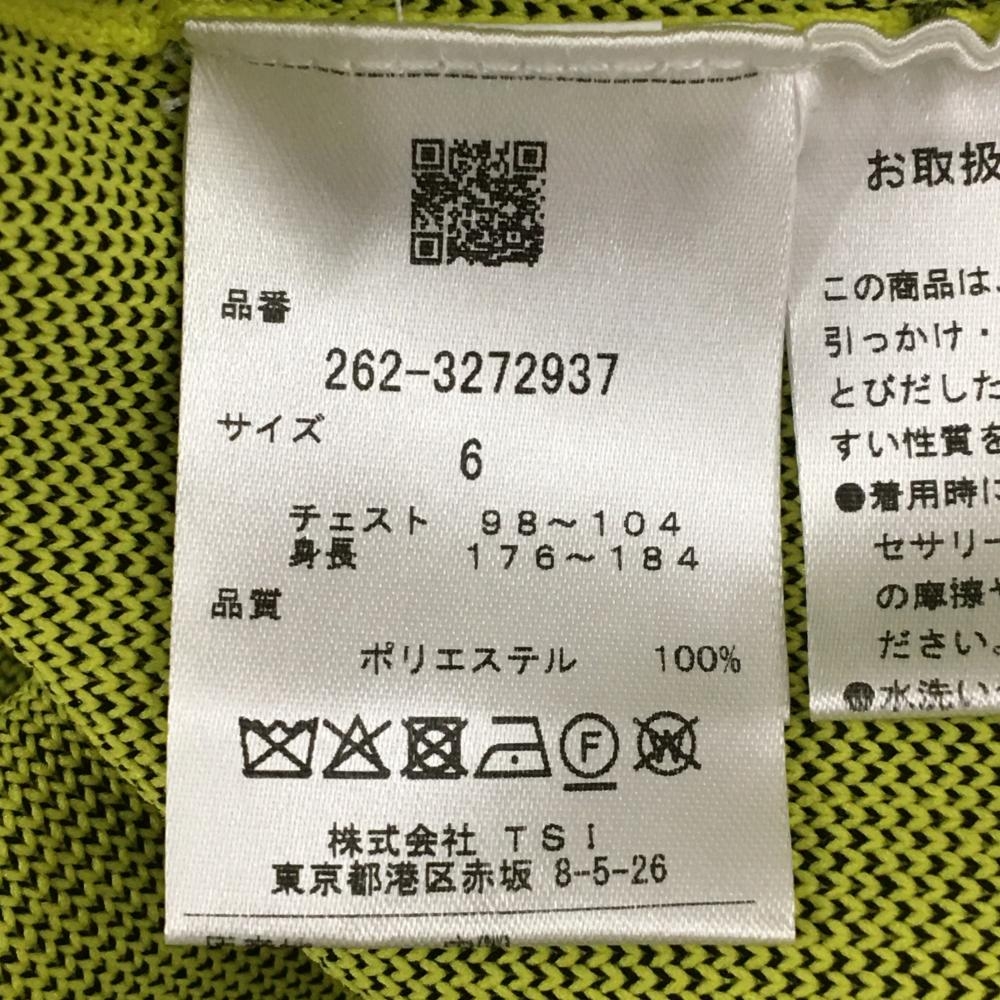 品番
262-3272937
サイズ
6
チェスト 98~104
身長 176~184
品質
ポリエステル 100%
F
W
株式会社 TSI
東京都港区赤坂 8-5-26
お取扱
この商品は、
引っかけ・
とびだした
すい性質を
●着用時に
セサリー
の摩擦や
ださい。
●水洗い